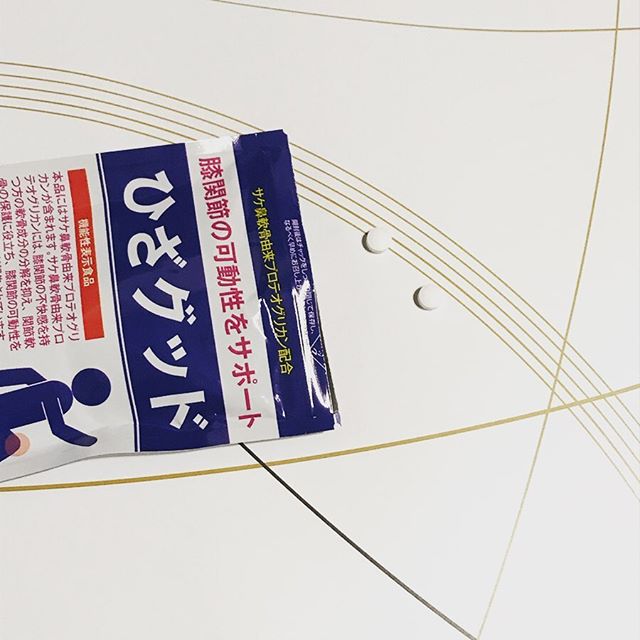 サケ鼻軟骨由来プロテオグリカン配合
膝関節の可動性をサポート
ひざグッド
機能性表示食品
本品にはサケ鼻軟骨由来プロテオグリ
カンが含まれます。サケ鼻軟骨由来プロ
テオグリカンには、膝関節の不快感を持
つ方の軟骨成分の分解を抑え、関節軟
骨の保護に役立ち、膝関節の可動性を